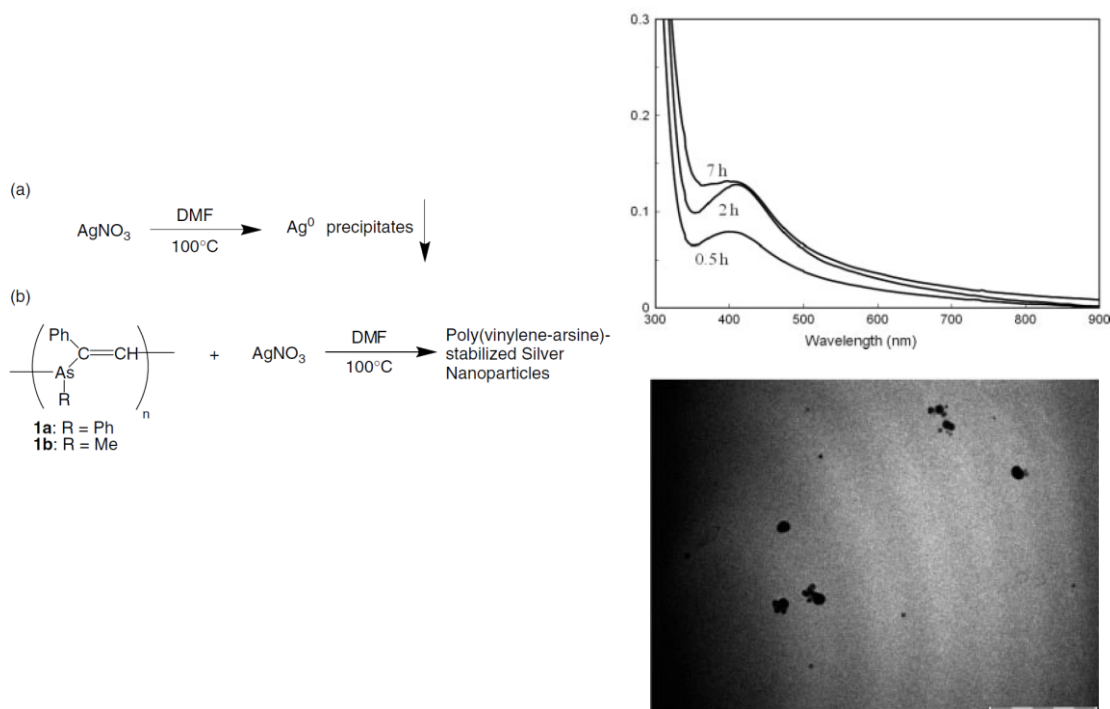 (a)
AgNO₃
DMF
100°C
Ag⁰ precipitates
(b)
Ph
C
CH
As
R
n
1a: R = Ph
1b: R = Me
+
AgNO₃
DMF
100°C
Poly(vinylene-arsine)-
stabilized Silver
Nanoparticles
0.3
0.2
0.1
0
7 h
2 h
0.5 h
300 400 500 600 700 800 900
Wavelength (nm)